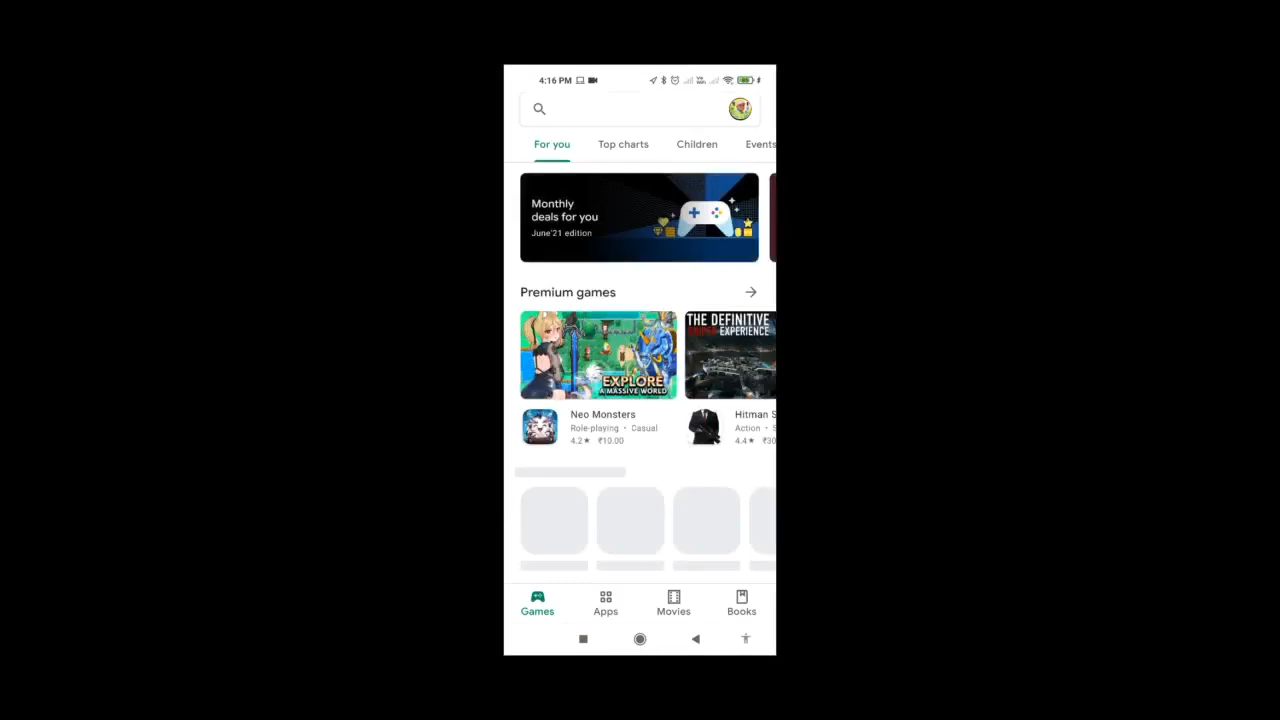 4:16 PM
For you
Top charts
Children
Events
Monthly
deals for you
June'21 edition
Premium games
EXPLORE
A MASSIVE WORLD
THE DEFINITIVE
SNIPER EXPERIENCE
Neo Monsters
Role-playing • Casual
4.2★ ₹10.00
Hitman S
Action • S
4.4★ ₹30
Games
Apps
Movies
Books